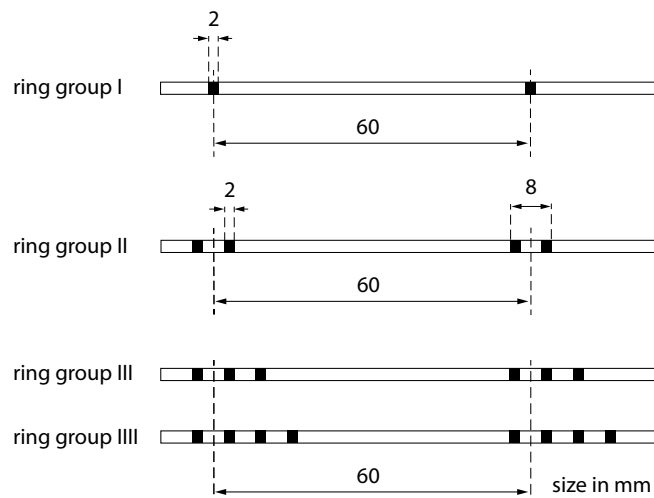 2
ring group I
60
2
8
ring group II
60
ring group III
ring group IIII
60
size in mm